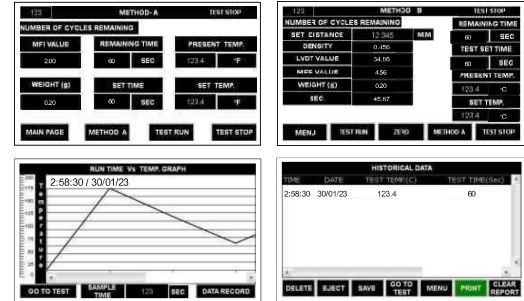 123 METHOD-A TEST STOP
NUMBER OF CYCLES REMAINING
MFI VALUE REMAINING TIME PRESENT TEMP.
2.00 60 SEC 123.4 °F
WEIGHT (g) SET TIME SET TEMP.
0.20 60 SEC 123.4 °F
MAIN PAGE METHOD A TEST RUN TEST STOP
123 METHOD B TEST STOP
NUMBER OF CYCLES REMAINING REMAINING TIME
SET DISTANCE 12.345 MM 60 SEC
DENSITY 0.456 TEST SET TIME
LVDT VALUE 34.56 60 SEC
MFR VALUE 4.56 PRESENT TEMP.
WEIGHT (g) 0.20 123.4 °C
SEC. 45.67 SET TEMP.
123.4 °C
MENU TEST RUN ZERO METHOD A TEST STOP
RUN TIME Vs TEMP. GRAPH
2:58:30 / 30/01/23
Temperature
GO TO TEST SAMPLE TIME 123 SEC DATA RECORD
HISTORICAL DATA
TIME DATE TEST TEMP.(C) TEST TIME(Sec)
2:58:30 30/01/23 123.4 60
DELETE EJECT SAVE GO TO TEST MENU PRINT CLEAR REPORT